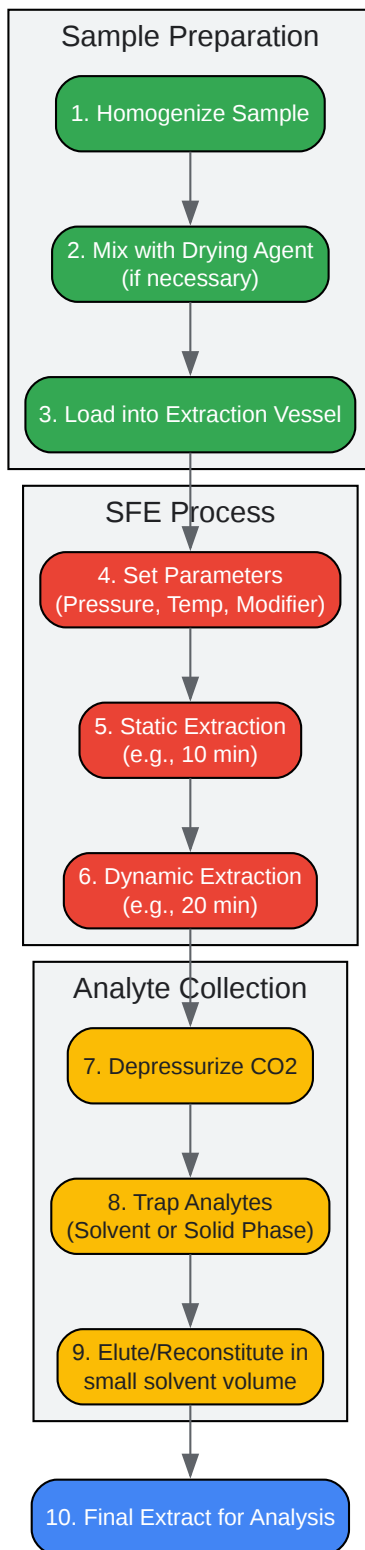 Sample Preparation
1. Homogenize Sample
2. Mix with Drying Agent
(if necessary)
3. Load into Extraction Vessel
SFE Process
4. Set Parameters
(Pressure, Temp, Modifier)
5. Static Extraction
(e.g., 10 min)
6. Dynamic Extraction
(e.g., 20 min)
Analyte Collection
7. Depressurize CO2
8. Trap Analytes
(Solvent or Solid Phase)
9. Elute/Reconstitute in
small solvent volume
10. Final Extract for Analysis